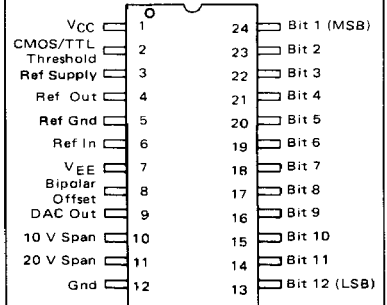 VCC 1 24 Bit 1 (MSB)
CMOS/TTL Threshold 2 23 Bit 2
Ref Supply 3 22 Bit 3
Ref Out 4 21 Bit 4
Ref Gnd 5 20 Bit 5
Ref In 6 19 Bit 6
VEE 7 18 Bit 7
Bipolar Offset 8 17 Bit 8
DAC Out 9 16 Bit 9
10 V Span 10 15 Bit 10
20 V Span 11 14 Bit 11
Gnd 12 13 Bit 12 (LSB)